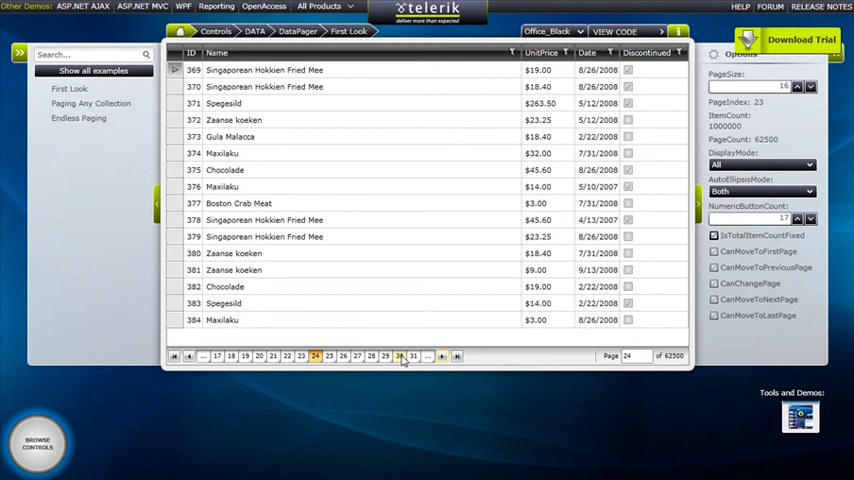 Other Demos: ASP.NET AJAX ASP.NET MVC WPF Reporting OpenAccess All Products
telerik
deliver more than expected
HELP FORUM RELEASE NOTES
Controls DATA DataPager First Look
Office_Black VIEW CODE i
Download Trial
Search...
Show all examples
First Look
Paging Any Collection
Endless Paging
ID Name UnitPrice Date Discontinued
369 Singaporean Hokkien Fried Mee $19.00 8/26/2008
370 Singaporean Hokkien Fried Mee $18.40 8/26/2008
371 Spegesild $263.50 5/12/2008
372 Zaanse koeken $23.25 5/12/2008
373 Gula Malacca $18.40 2/22/2008
374 Maxilaku $32.00 7/31/2008
375 Chocolade $45.60 8/26/2008
376 Maxilaku $14.00 5/10/2007
377 Boston Crab Meat $3.00 7/31/2008
378 Singaporean Hokkien Fried Mee $45.60 4/13/2007
379 Singaporean Hokkien Fried Mee $23.25 8/26/2008
380 Zaanse koeken $18.40 7/31/2008
381 Zaanse koeken $9.00 9/13/2008
382 Chocolade $19.00 2/22/2008
383 Spegesild $14.00 2/22/2008
384 Maxilaku $3.00 8/26/2008
... 17 18 19 20 21 22 23 24 25 26 27 28 29 30 31 ...
Page 24 of 62500
Options
PageSize:
16
PageIndex: 23
ItemCount:
1000000
PageCount: 62500
DisplayMode:
All
AutoEllipsisMode:
Both
NumericButtonCount:
17
IsTotalItemCountFixed
CanMoveToFirstPage
CanMoveToPreviousPage
CanChangePage
CanMoveToNextPage
CanMoveToLastPage
Tools and Demos:
BROWSE
CONTROLS